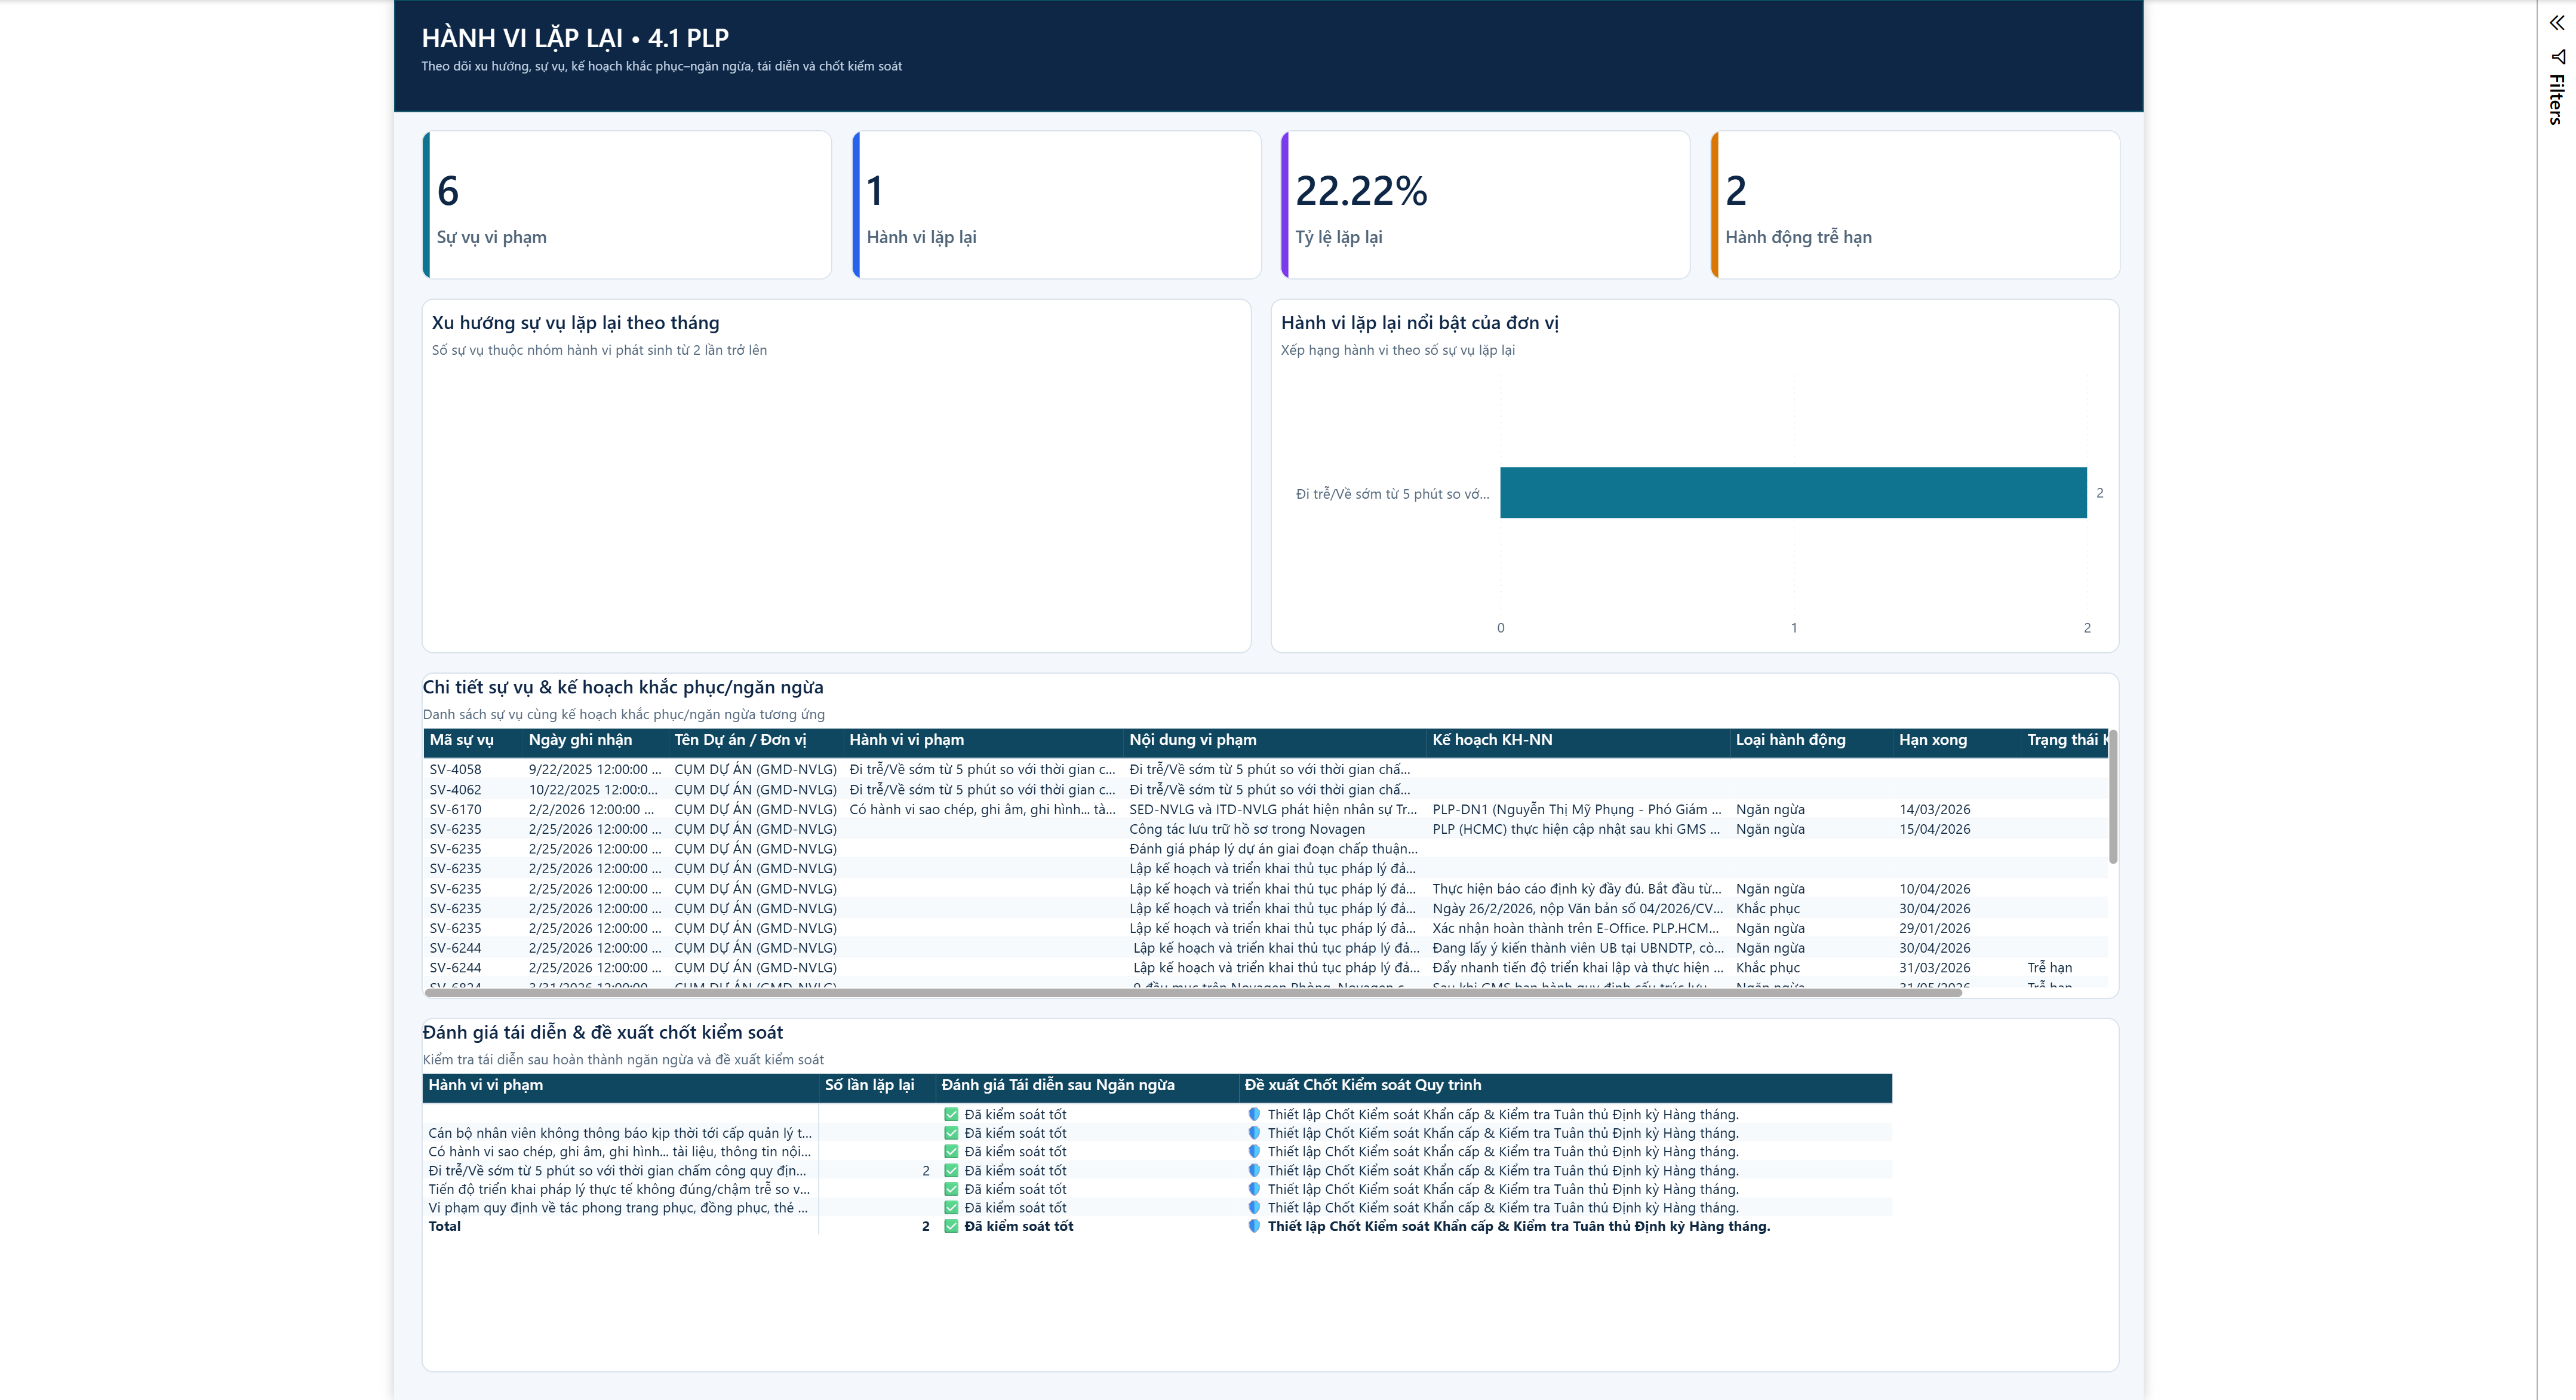 HÀNH VI LẶP LẠI • 4.1 PLP
Theo dõi xu hướng, sự vụ, kế hoạch khắc phục–ngăn ngừa, tái diễn và chốt kiểm soát
Filters
6
Sự vụ vi phạm
1
Hành vi lặp lại
22.22%
Tỷ lệ lặp lại
2
Hành động trễ hạn
Xu hướng sự vụ lặp lại theo tháng
Số sự vụ thuộc nhóm hành vi phát sinh từ 2 lần trở lên
Hành vi lặp lại nổi bật của đơn vị
Xếp hạng hành vi theo số sự vụ lặp lại
Đi trễ/Về sớm từ 5 phút so vớ... 2
0 1 2
Chi tiết sự vụ & kế hoạch khắc phục/ngăn ngừa
Danh sách sự vụ cùng kế hoạch khắc phục/ngăn ngừa tương ứng
Mã sự vụ Ngày ghi nhận Tên Dự án / Đơn vị Hành vi vi phạm Nội dung vi phạm Kế hoạch KH-NN Loại hành động Hạn xong Trạng thái K
SV-4058 9/22/2025 12:00:00 ... CỤM DỰ ÁN (GMD-NVLG) Đi trễ/Về sớm từ 5 phút so với thời gian c... Đi trễ/Về sớm từ 5 phút so với thời gian chấ...
SV-4062 10/22/2025 12:00:0... CỤM DỰ ÁN (GMD-NVLG) Đi trễ/Về sớm từ 5 phút so với thời gian c... Đi trễ/Về sớm từ 5 phút so với thời gian chấ...
SV-6170 2/2/2026 12:00:00 ... CỤM DỰ ÁN (GMD-NVLG) Có hành vi sao chép, ghi âm, ghi hình... tà... SED-NVLG và ITD-NVLG phát hiện nhân sự Tr... PLP-DN1 (Nguyễn Thị Mỹ Phụng - Phó Giám ... Ngăn ngừa 14/03/2026
SV-6235 2/25/2026 12:00:00 ... CỤM DỰ ÁN (GMD-NVLG) Công tác lưu trữ hồ sơ trong Novagen PLP (HCMC) thực hiện cập nhật sau khi GMS ... Ngăn ngừa 15/04/2026
SV-6235 2/25/2026 12:00:00 ... CỤM DỰ ÁN (GMD-NVLG) Đánh giá pháp lý dự án giai đoạn chấp thuận...
SV-6235 2/25/2026 12:00:00 ... CỤM DỰ ÁN (GMD-NVLG) Lập kế hoạch và triển khai thủ tục pháp lý đả...
SV-6235 2/25/2026 12:00:00 ... CỤM DỰ ÁN (GMD-NVLG) Lập kế hoạch và triển khai thủ tục pháp lý đả... Thực hiện báo cáo định kỳ đầy đủ. Bắt đầu từ... Ngăn ngừa 10/04/2026
SV-6235 2/25/2026 12:00:00 ... CỤM DỰ ÁN (GMD-NVLG) Lập kế hoạch và triển khai thủ tục pháp lý đả... Ngày 26/2/2026, nộp Văn bản số 04/2026/CV... Khắc phục 30/04/2026
SV-6235 2/25/2026 12:00:00 ... CỤM DỰ ÁN (GMD-NVLG) Lập kế hoạch và triển khai thủ tục pháp lý đả... Xác nhận hoàn thành trên E-Office. PLP.HCM... Ngăn ngừa 29/01/2026
SV-6244 2/25/2026 12:00:00 ... CỤM DỰ ÁN (GMD-NVLG) Lập kế hoạch và triển khai thủ tục pháp lý đả... Đang lấy ý kiến thành viên UB tại UBNDTP, cò... Ngăn ngừa 30/04/2026
SV-6244 2/25/2026 12:00:00 ... CỤM DỰ ÁN (GMD-NVLG) Lập kế hoạch và triển khai thủ tục pháp lý đả... Đẩy nhanh tiến độ triển khai lập và thực hiện ... Khắc phục 31/03/2026 Trễ hạn
Đánh giá tái diễn & đề xuất chốt kiểm soát
Kiểm tra tái diễn sau hoàn thành ngăn ngừa và đề xuất kiểm soát
Hành vi vi phạm Số lần lặp lại Đánh giá Tái diễn sau Ngăn ngừa Đề xuất Chốt Kiểm soát Quy trình
✅ Đã kiểm soát tốt 🛡️ Thiết lập Chốt Kiểm soát Khẩn cấp & Kiểm tra Tuân thủ Định kỳ Hàng tháng.
Cán bộ nhân viên không thông báo kịp thời tới cấp quản lý t... ✅ Đã kiểm soát tốt 🛡️ Thiết lập Chốt Kiểm soát Khẩn cấp & Kiểm tra Tuân thủ Định kỳ Hàng tháng.
Có hành vi sao chép, ghi âm, ghi hình... tài liệu, thông tin nội... ✅ Đã kiểm soát tốt 🛡️ Thiết lập Chốt Kiểm soát Khẩn cấp & Kiểm tra Tuân thủ Định kỳ Hàng tháng.
Đi trễ/Về sớm từ 5 phút so với thời gian chấm công quy địn... 2 ✅ Đã kiểm soát tốt 🛡️ Thiết lập Chốt Kiểm soát Khẩn cấp & Kiểm tra Tuân thủ Định kỳ Hàng tháng.
Tiến độ triển khai pháp lý thực tế không đúng/chậm trễ so v... ✅ Đã kiểm soát tốt 🛡️ Thiết lập Chốt Kiểm soát Khẩn cấp & Kiểm tra Tuân thủ Định kỳ Hàng tháng.
Vi phạm quy định về tác phong trang phục, đồng phục, thẻ ... ✅ Đã kiểm soát tốt 🛡️ Thiết lập Chốt Kiểm soát Khẩn cấp & Kiểm tra Tuân thủ Định kỳ Hàng tháng.
Total 2 ✅ Đã kiểm soát tốt 🛡️ Thiết lập Chốt Kiểm soát Khẩn cấp & Kiểm tra Tuân thủ Định kỳ Hàng tháng.